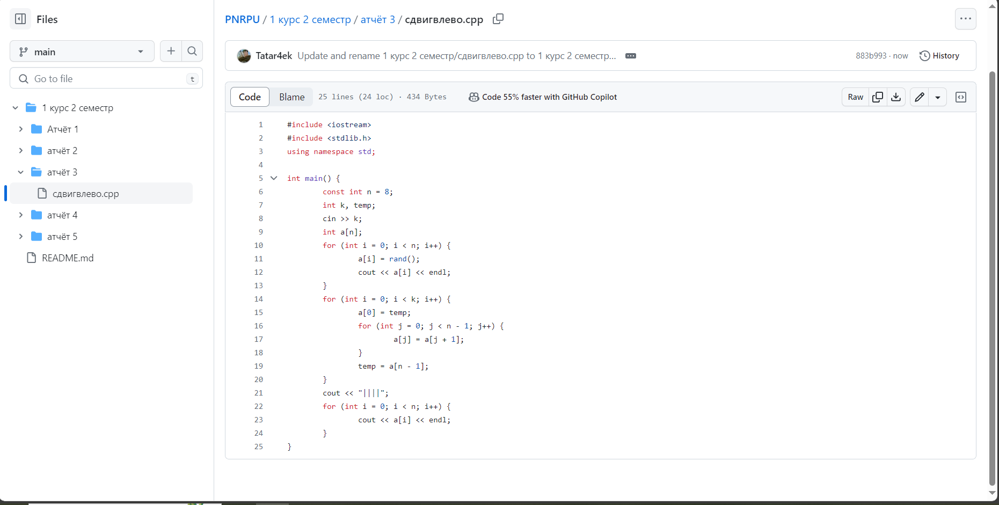 Files
main
Go to file
t
1 курс 2 семестр
Атчёт 1
атчёт 2
атчёт 3
сдвигвлево.cpp
атчёт 4
атчёт 5
README.md
PNRPU / 1 курс 2 семестр / атчёт 3 / сдвигвлево.cpp
Tatar4ek Update and rename 1 курс 2 семестр/сдвигвлево.cpp to 1 курс 2 семестр...
883b993 · now
History
Code
Blame
25 lines (24 loc) · 434 Bytes
Code 55% faster with GitHub Copilot
Raw
1 #include <iostream>
2 #include <stdlib.h>
3 using namespace std;
4
5 int main() {
6 const int n = 8;
7 int k, temp;
8 cin >> k;
9 int a[n];
10 for (int i = 0; i < n; i++) {
11 a[i] = rand();
12 cout << a[i] << endl;
13 }
14 for (int i = 0; i < k; i++) {
15 a[0] = temp;
16 for (int j = 0; j < n - 1; j++) {
17 a[j] = a[j + 1];
18 }
19 temp = a[n - 1];
20 }
21 cout << "||||";
22 for (int i = 0; i < n; i++) {
23 cout << a[i] << endl;
24 }
25 }